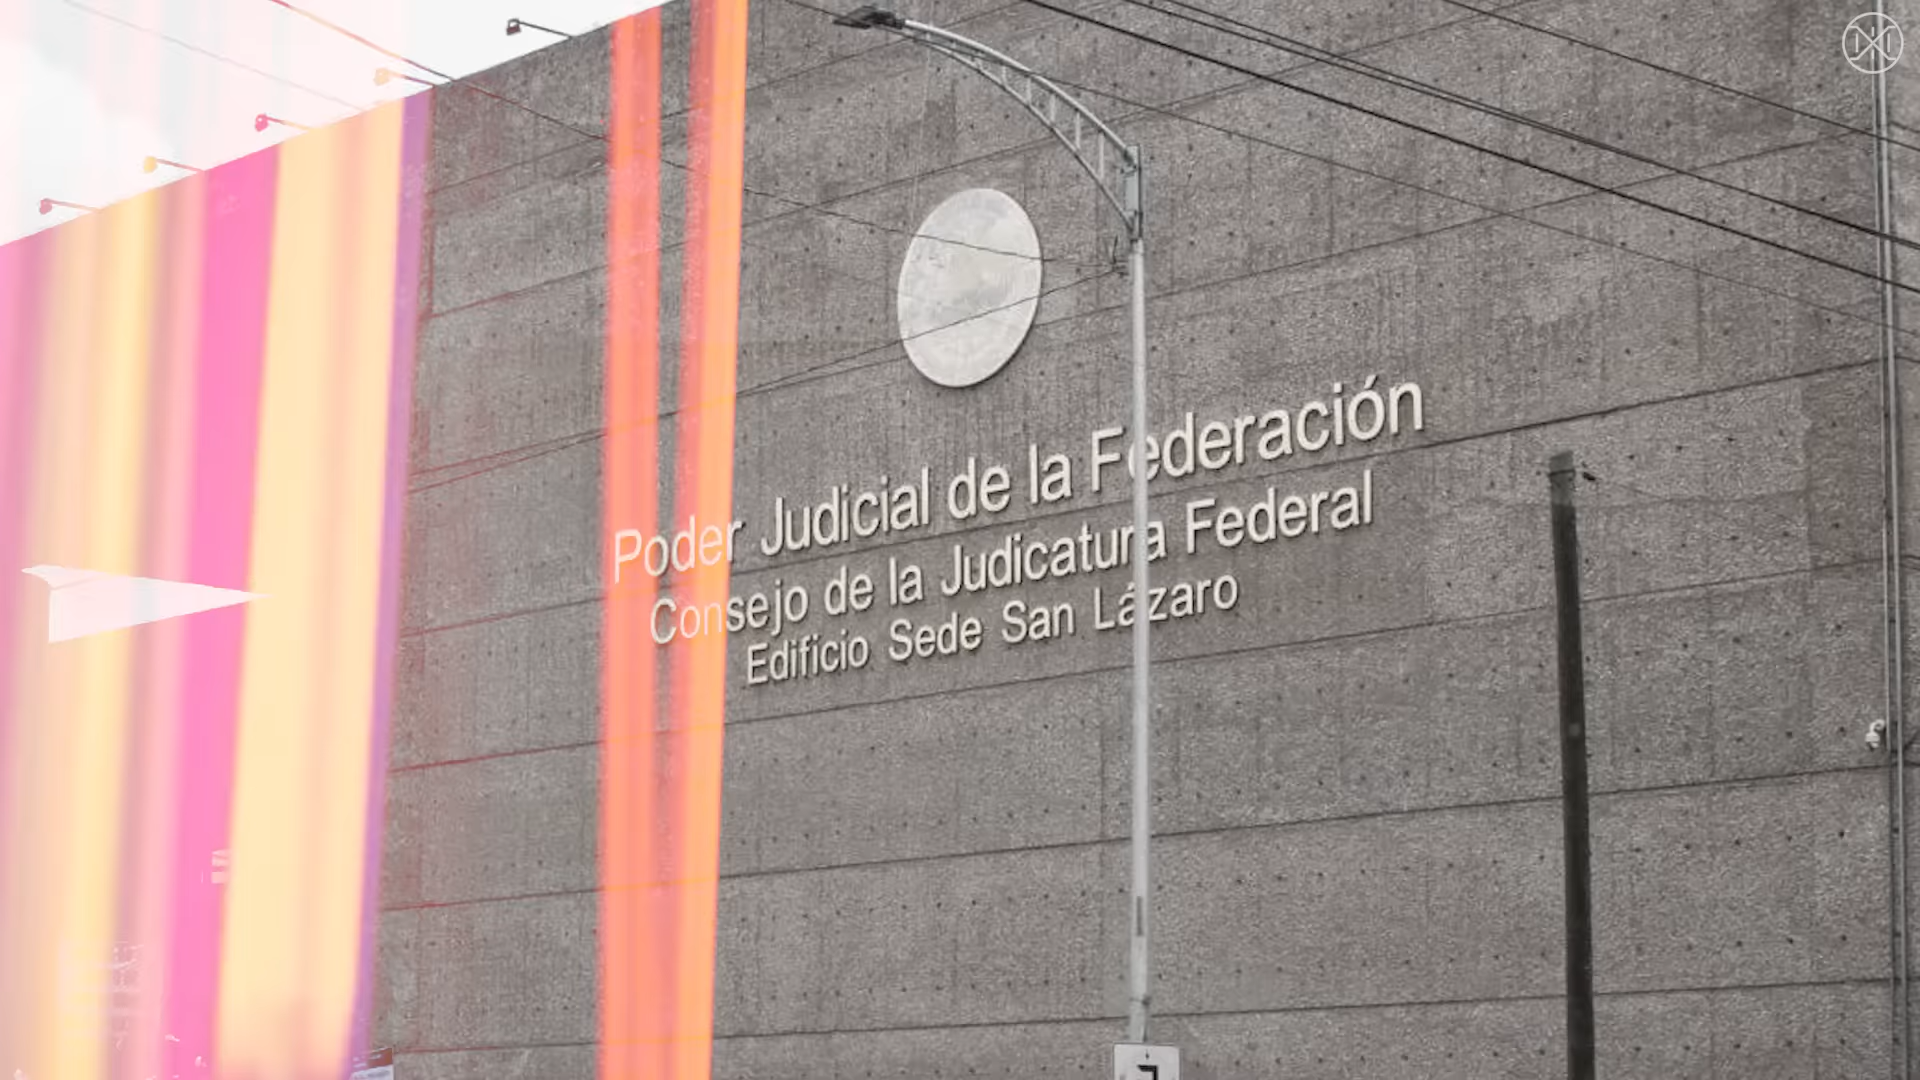 Poder Judicial de la Federación
Consejo de la Judicatura Federal
Edificio Sede San Lázaro